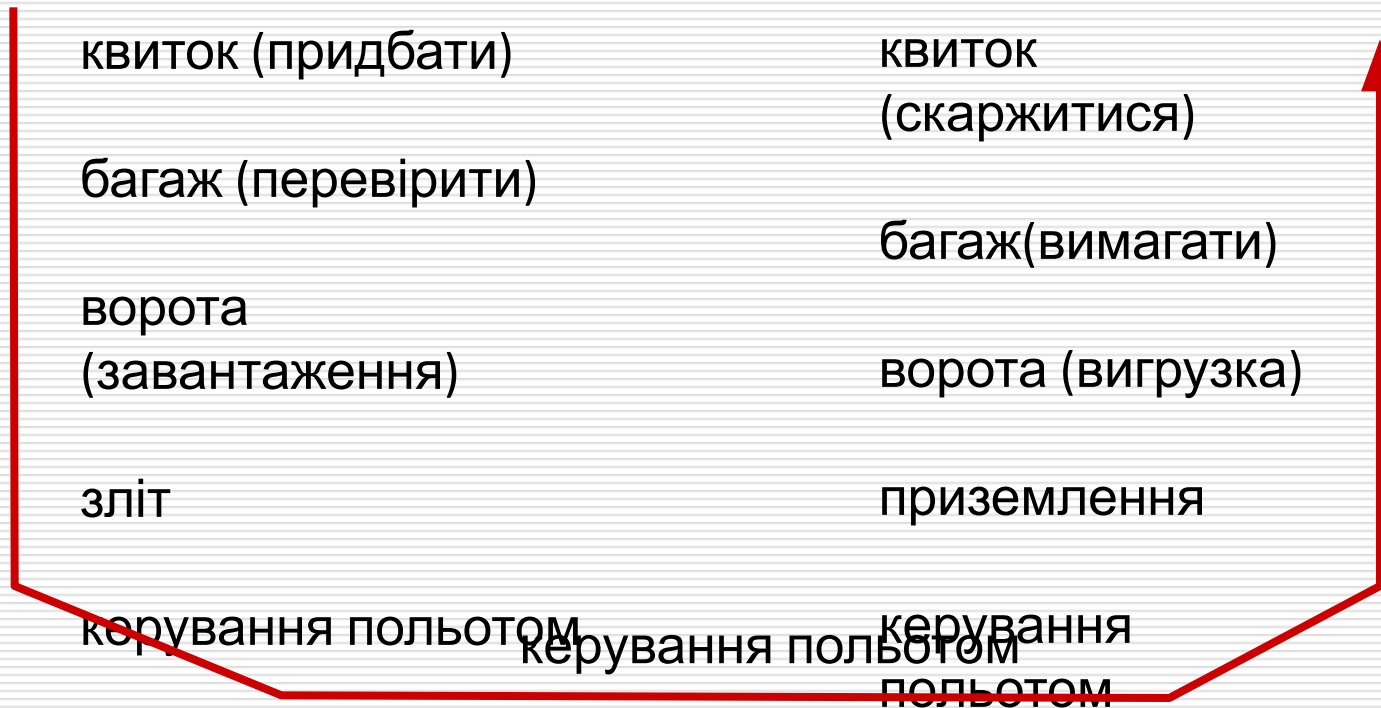 квиток (придбати)
багаж (перевірити)
ворота
(завантаження)
зліт
керування польотом
керування польотом
квиток
(скаржитися)
багаж(вимагати)
ворота (вигрузка)
приземлення
керування
польотом